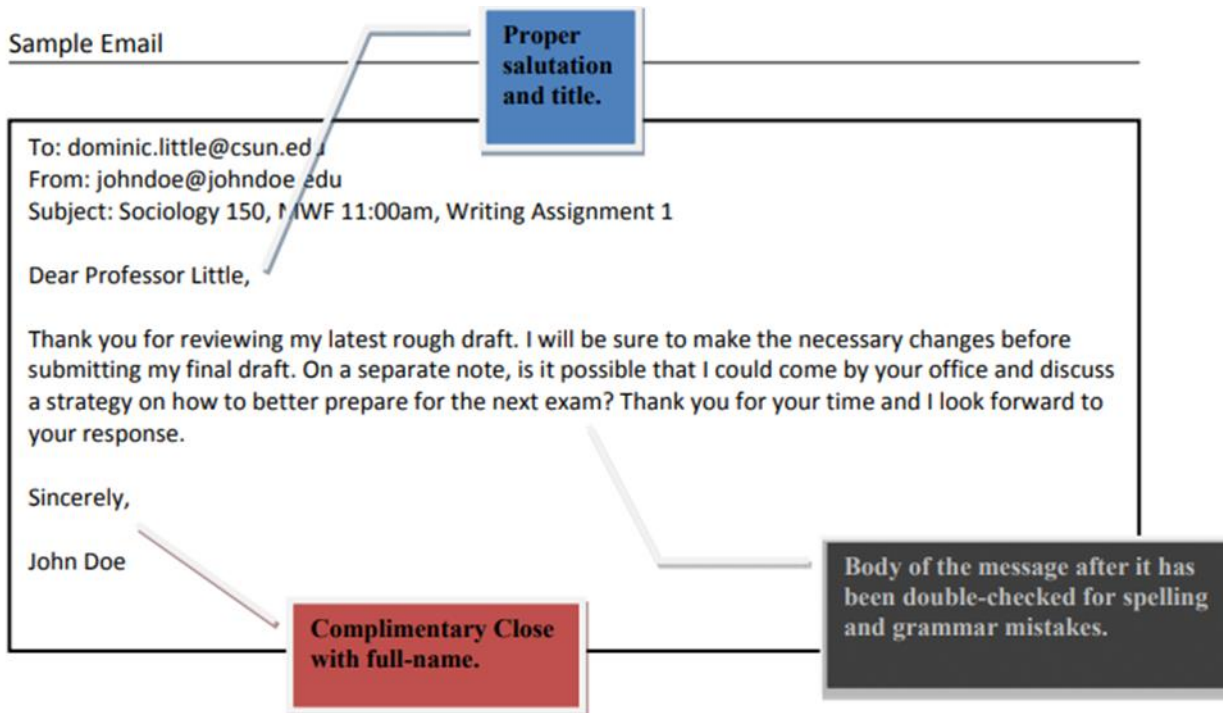 Sample Email
Proper
salutation
and title.
To: dominic.little@csun.edu
From: johndoe@johndoe.edu
Subject: Sociology 150, MWF 11:00am, Writing Assignment 1
Dear Professor Little,
Thank you for reviewing my latest rough draft. I will be sure to make the necessary changes before
submitting my final draft. On a separate note, is it possible that I could come by your office and discuss
a strategy on how to better prepare for the next exam? Thank you for your time and I look forward to
your response.
Sincerely,
John Doe
Complimentary Close
with full-name.
Body of the message after it has
been double-checked for spelling
and grammar mistakes.